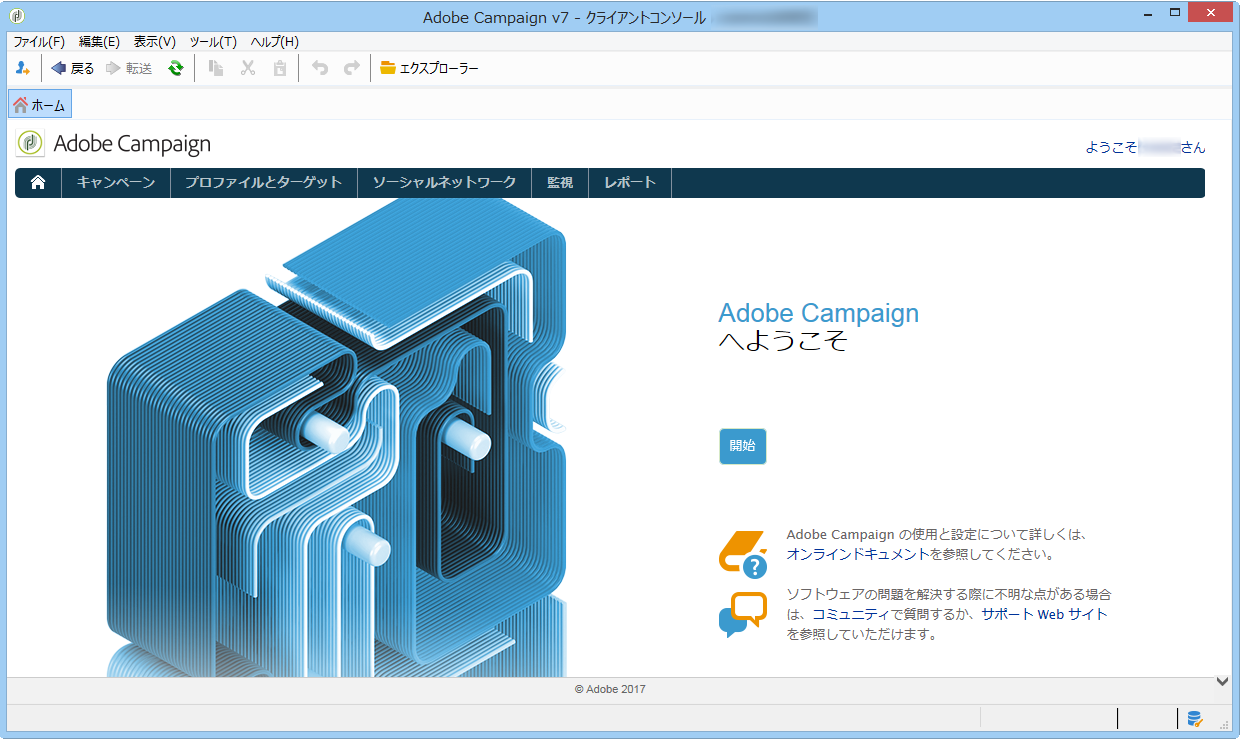 Adobe Campaign v7 - クライアントコンソール
ファイル(F) 編集(E) 表示(V) ツール(T) ヘルプ(H)
戻る 転送 エクスプローラー
ホーム
Adobe Campaign
ようこそ さん
キャンペーン プロファイルとターゲット ソーシャルネットワーク 監視 レポート
Adobe Campaign
へようこそ
開始
Adobe Campaign の使用と設定について詳しくは、
オンラインドキュメントを参照してください。
ソフトウェアの問題を解決する際に不明な点がある場合
は、コミュニティで質問するか、サポート Web サイト
を参照していただけます。
© Adobe 2017